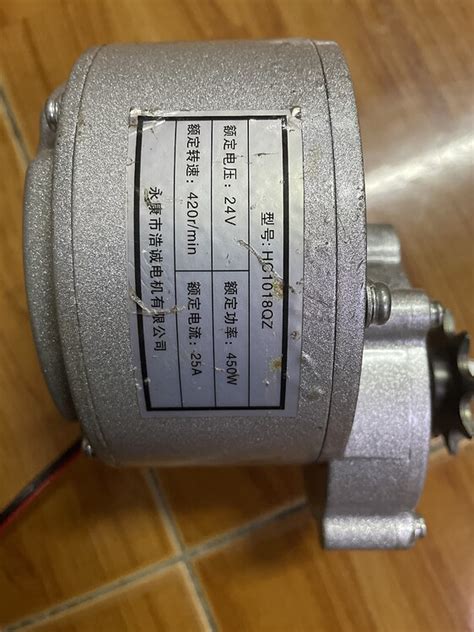 型号: HC1018QZ
额定电压: 24V 额定功率: 450W
额定转速: 420r/min 额定电流: 25A
永康市浩诚电机有限公司